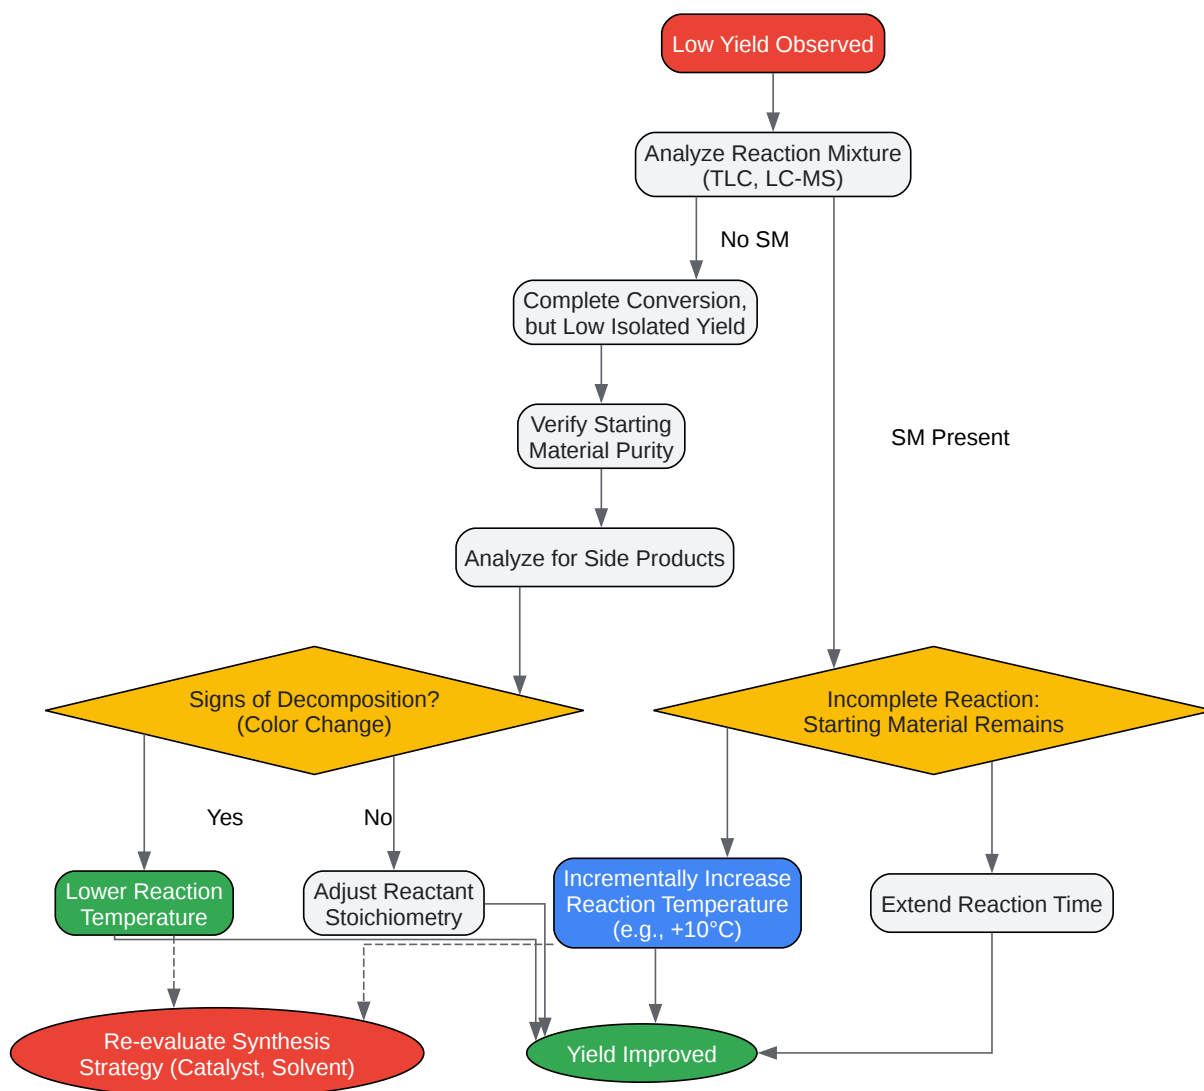 Low Yield Observed
Analyze Reaction Mixture
(TLC, LC-MS)
No SM
Complete Conversion,
but Low Isolated Yield
Verify Starting
Material Purity
SM Present
Analyze for Side Products
Signs of Decomposition?
(Color Change)
Incomplete Reaction:
Starting Material Remains
Yes
No
Lower Reaction
Temperature
Adjust Reactant
Stoichiometry
Incrementally Increase
Reaction Temperature
(e.g., +10°C)
Extend Reaction Time
Re-evaluate Synthesis
Strategy (Catalyst, Solvent)
Yield Improved